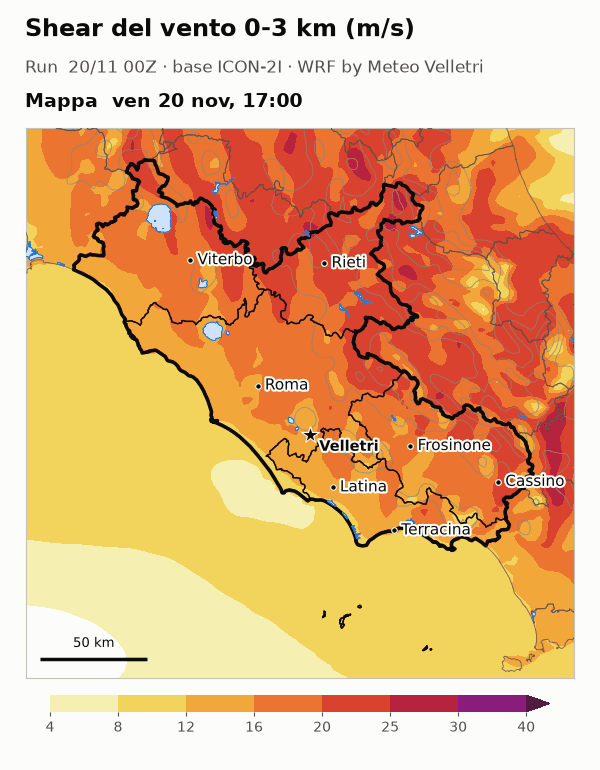 Shear del vento 0-3 km (m/s)
Run 20/11 00Z · base ICON-2I · WRF by Meteo Velletri
Mappa ven 20 nov, 17:00
Viterbo
Rieti
Roma
Velletri
Frosinone
Cassino
Latina
Terracina
50 km
4 8 12 16 20 25 30 40